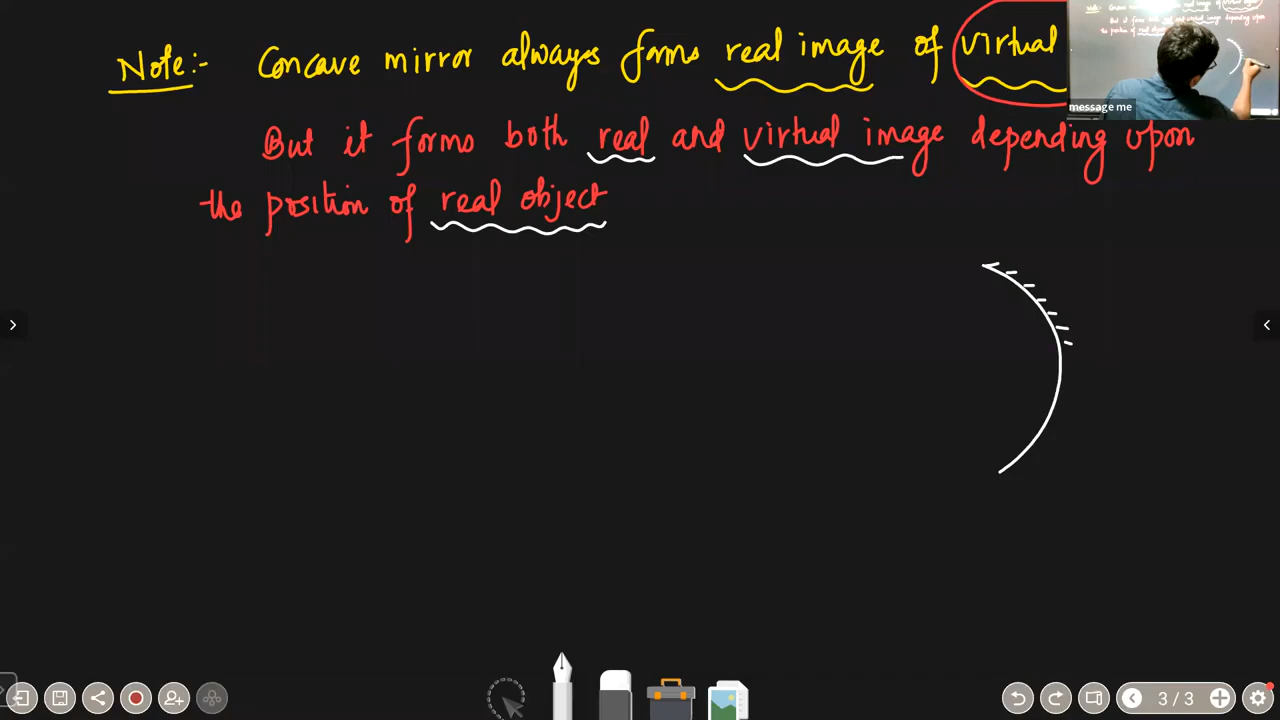 Note:- Concave mirror always forms real image of virtual
But it forms both real and virtual image depending upon
the position of real object
message me
3/3